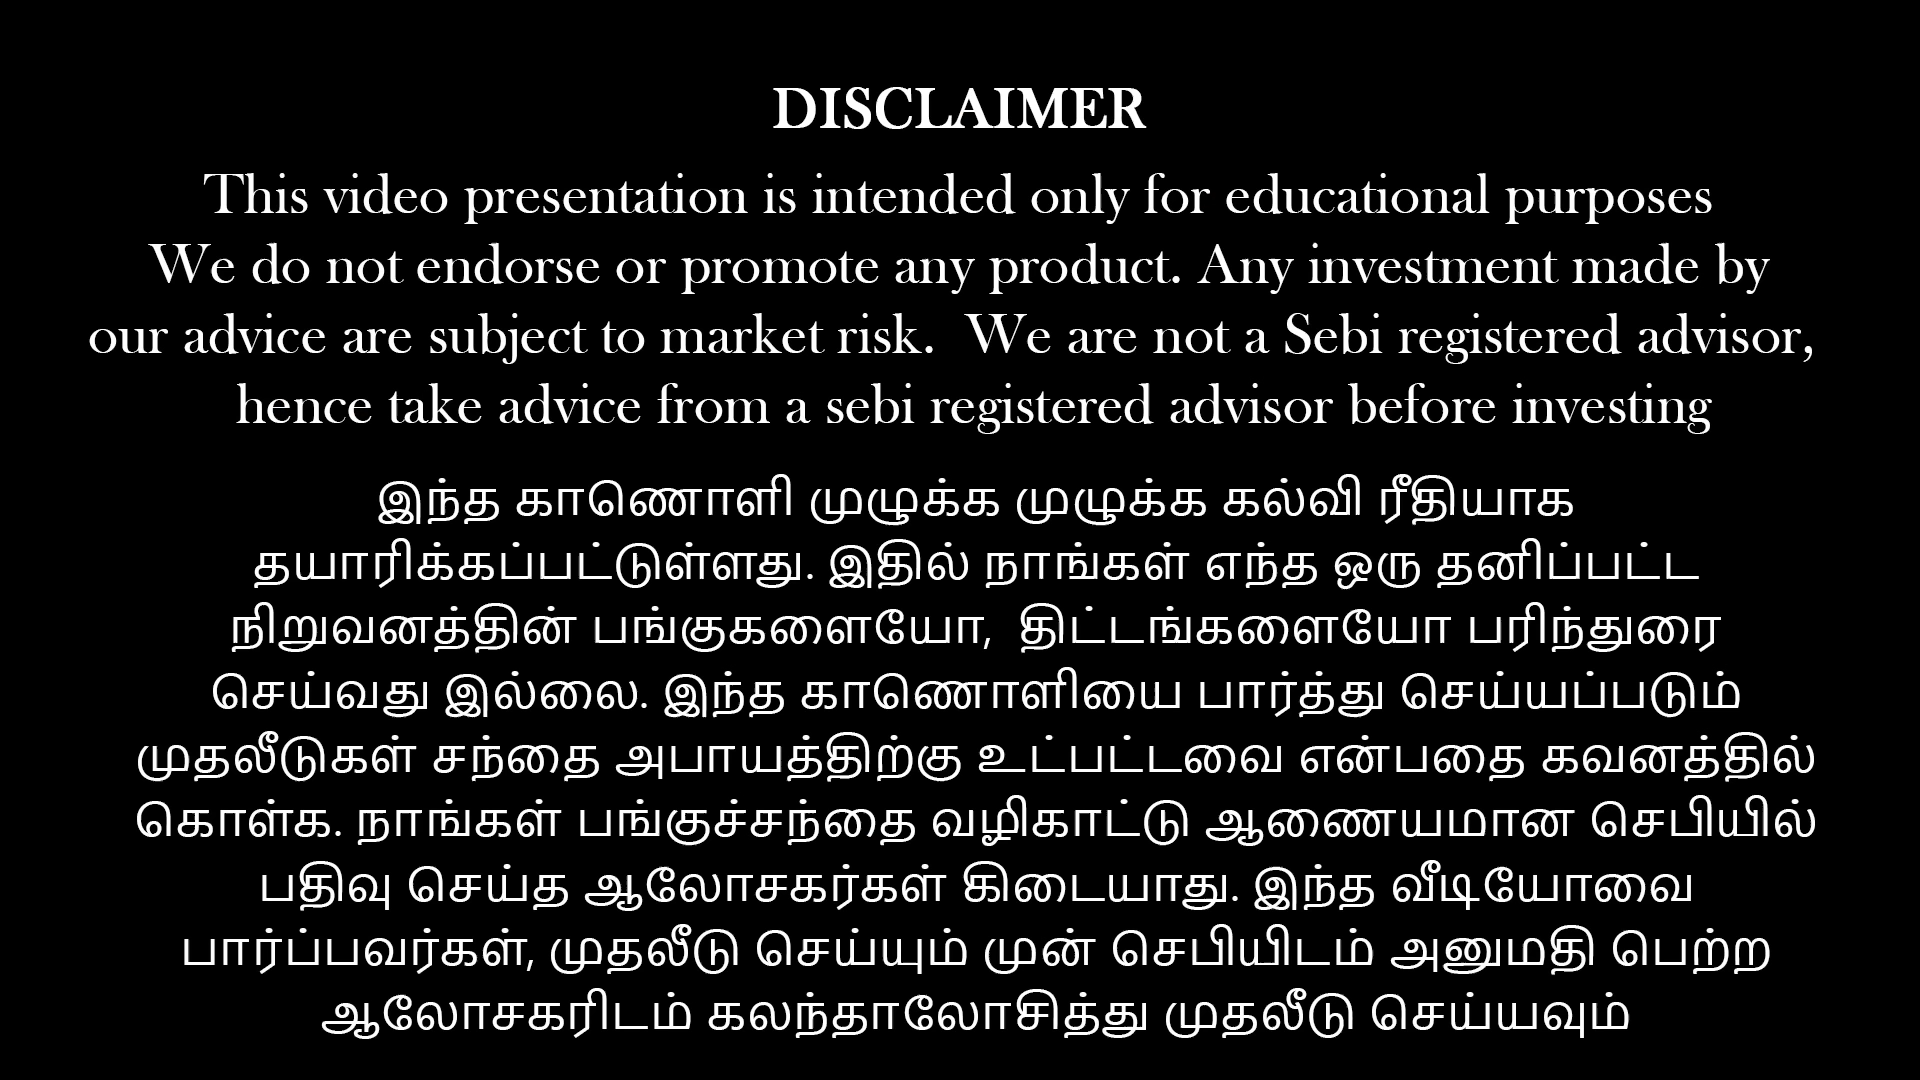 DISCLAIMER
This video presentation is intended only for educational purposes
We do not endorse or promote any product. Any investment made by
our advice are subject to market risk.  We are not a Sebi registered advisor,
hence take advice from a sebi registered advisor before investing
இந்த காணொளி முழுக்க முழுக்க கல்வி ரீதியாக
தயாரிக்கப்பட்டுள்ளது. இதில் நாங்கள் எந்த ஒரு தனிப்பட்ட
நிறுவனத்தின் பங்குகளையோ,  திட்டங்களையோ பரிந்துரை
செய்வது இல்லை. இந்த காணொளியை பார்த்து செய்யப்படும்
முதலீடுகள் சந்தை அபாயத்திற்கு உட்பட்டவை என்பதை கவனத்தில்
கொள்க. நாங்கள் பங்குச்சந்தை வழிகாட்டு ஆணையமான செபியில்
பதிவு செய்த ஆலோசகர்கள் கிடையாது. இந்த வீடியோவை
பார்ப்பவர்கள், முதலீடு செய்யும் முன் செபியிடம் அனுமதி பெற்ற
ஆலோசகரிடம் கலந்தாலோசித்து முதலீடு செய்யவும்